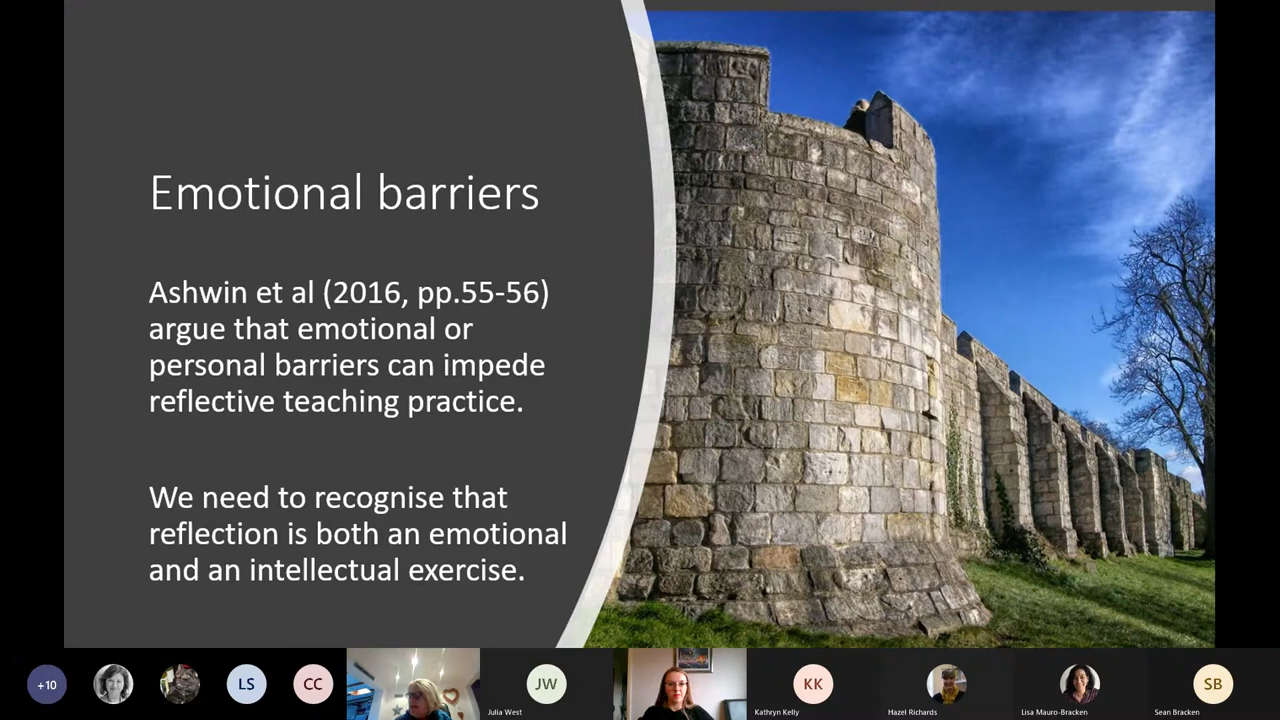 Emotional barriers
Ashwin et al (2016, pp.55-56)
argue that emotional or
personal barriers can impede
reflective teaching practice.
We need to recognise that
reflection is both an emotional
and an intellectual exercise.
+10
LS
CC
JW
Julia West
KK
Kathryn Kelly
Hazel Richards
Lisa Mauro-Bracken
SB
Sean Bracken